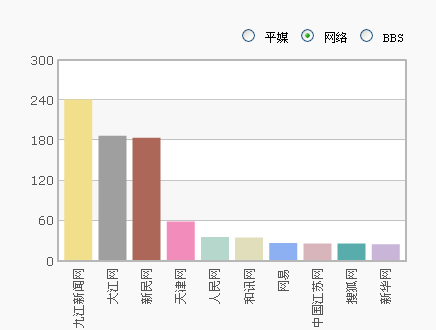 平媒 网络 BBS
300
240
180
120
60
0
九江新闻网
大江网
新民网
天津网
人民网
和讯网
网易
中国江苏网
搜狐网
新华网